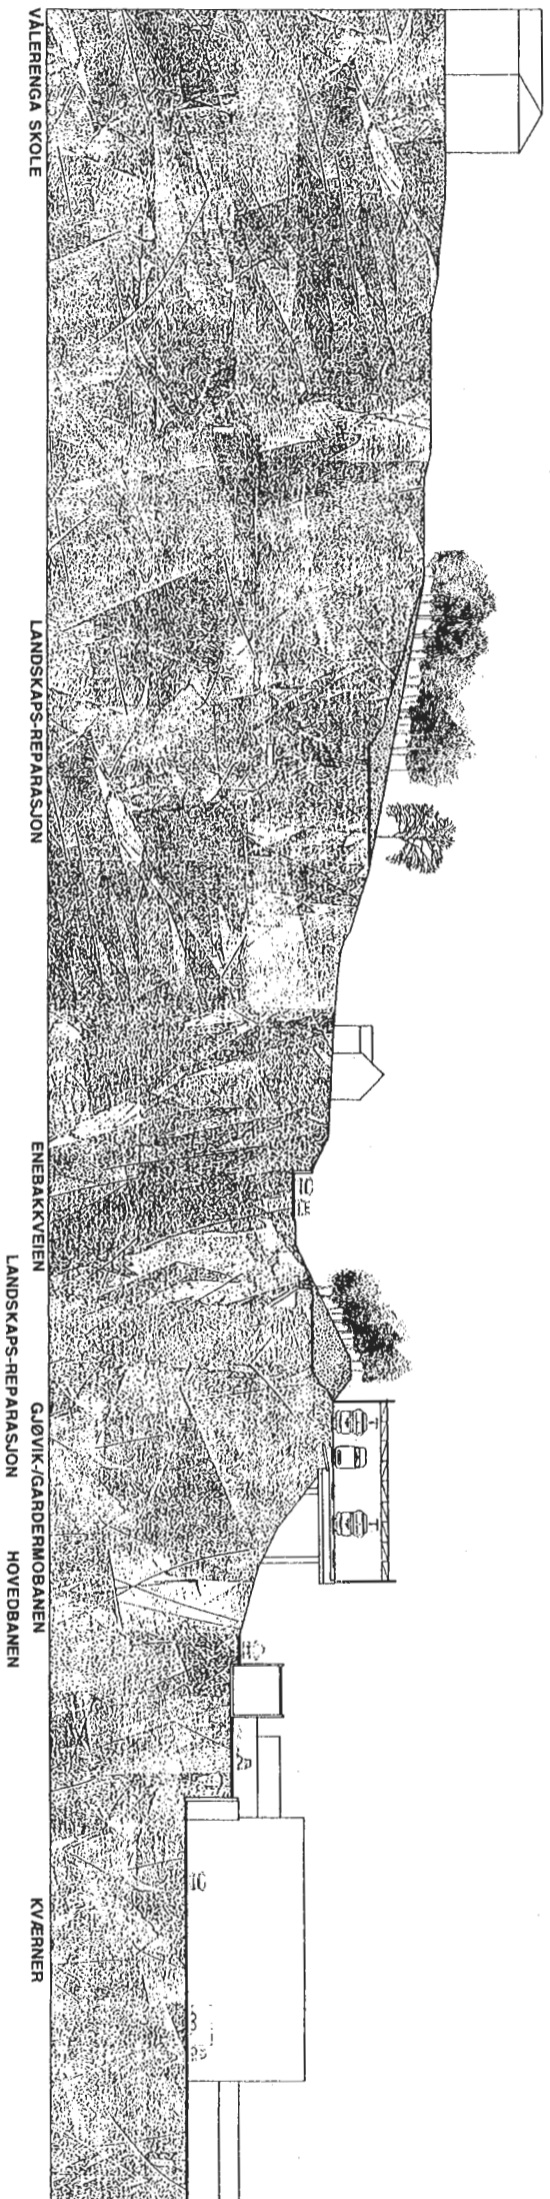 VÅLERENGA SKOLE
LANDSKAPS-REPARASJON
ENEBAKKVEIEN
LANDSKAPS-REPARASJON
GJØVIK-/GARDERMOBANEN
HOVEDBANEN
KVÆRNER